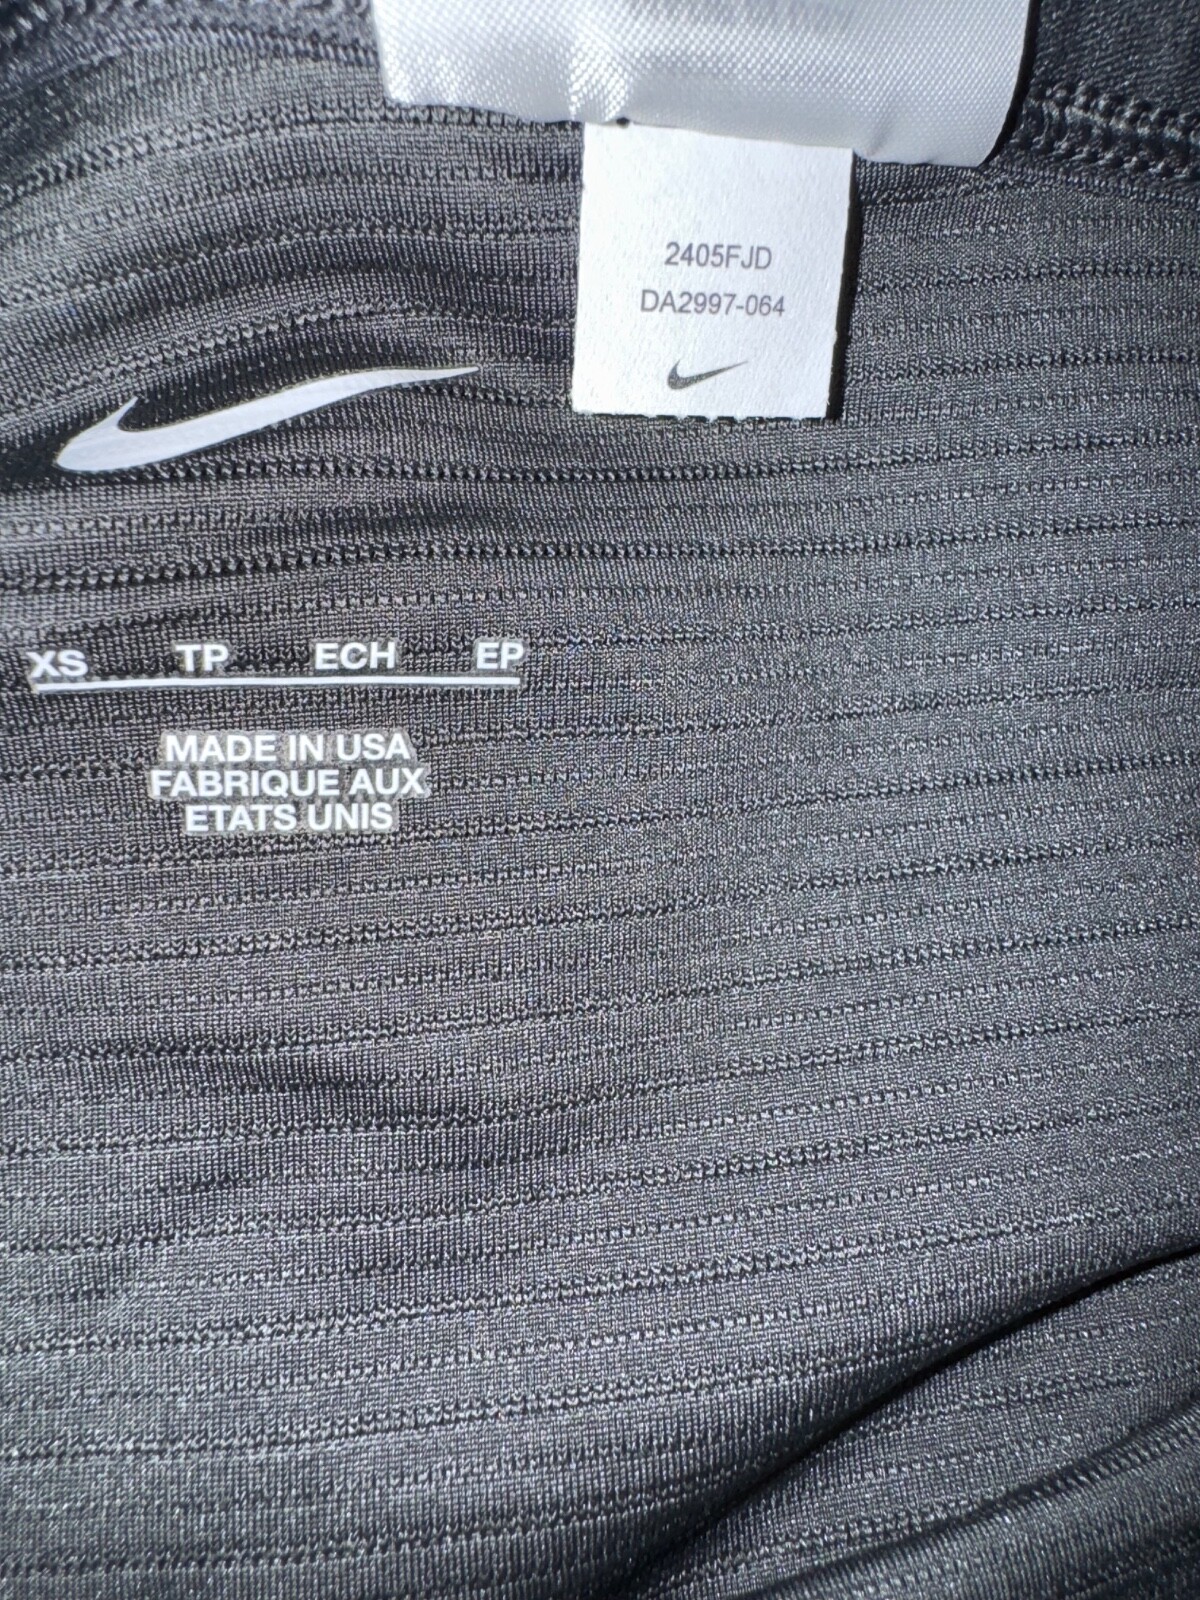 2405FJD
DA2997-064
XS TP ECH EP
MADE IN USA
FABRIQUE AUX
ETATS UNIS